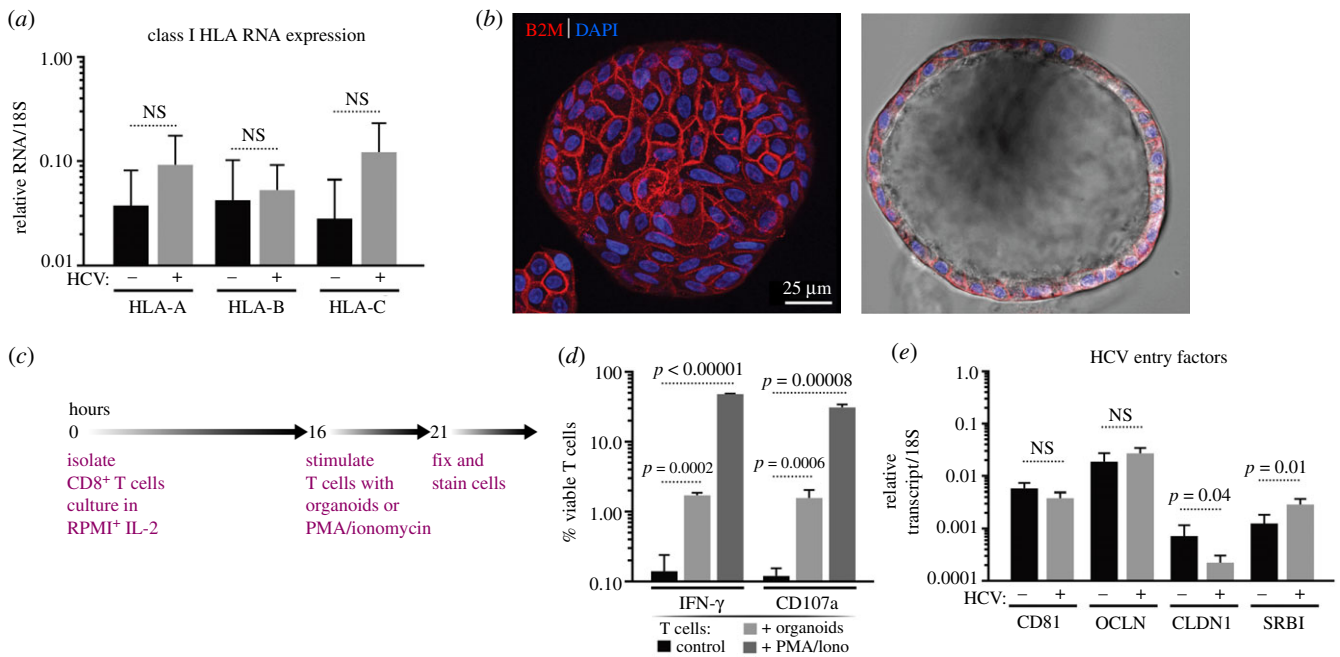 (a)
class I HLA RNA expression
relative RNA/18S
1.00
0.10
0.01
NS
NS
NS
HCV: – + – + – +
HLA-A HLA-B HLA-C
(b)
B2M|DAPI
25 µm
(c)
hours
0 16 21
isolate
CD8+ T cells
culture in
RPMI+ IL-2
stimulate
T cells with
organoids or
PMA/ionomycin
fix and
stain cells
(d)
% viable T cells
100
10.0
1.00
0.10
p < 0.00001
p = 0.00008
p = 0.0002
p = 0.0006
IFN-γ CD107a
T cells:
control
+ organoids
+ PMA/Iono
(e)
HCV entry factors
relative
transcript/18S
1.0
0.1
0.01
0.001
0.0001
NS
NS
p = 0.04
p = 0.01
HCV: – + – + – + – +
CD81 OCLN CLDN1 SRBI